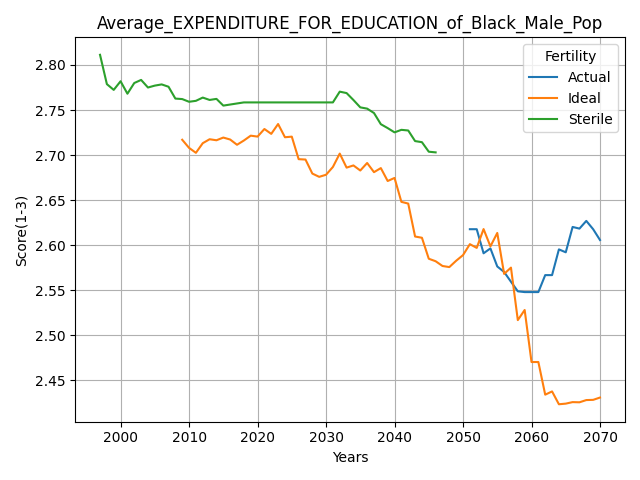 Average_EXPENDITURE_FOR_EDUCATION_of_Black_Male_Pop
Fertility
Actual
Ideal
Sterile
Score(1-3)
2.80
2.75
2.70
2.65
2.60
2.55
2.50
2.45
2000 2010 2020 2030 2040 2050 2060 2070
Years